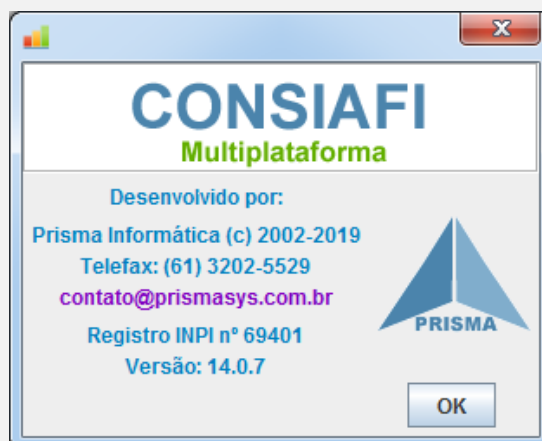 CONSIAFI
Multiplataforma
Desenvolvido por:
Prisma Informática (c) 2002-2019
Telefax: (61) 3202-5529
contato@prismasys.com.br
Registro INPI nº 69401
Versão: 14.0.7
PRISMA
OK